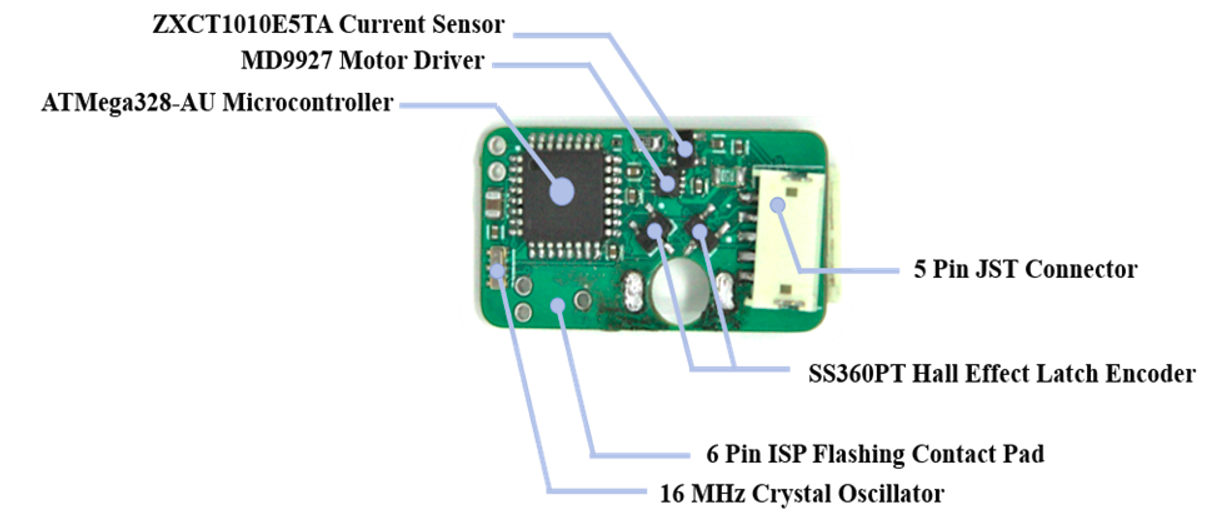 ZXCT1010E5TA Current Sensor
MD9927 Motor Driver
ATMega328-AU Microcontroller
5 Pin JST Connector
SS360PT Hall Effect Latch Encoder
6 Pin ISP Flashing Contact Pad
16 MHz Crystal Oscillator